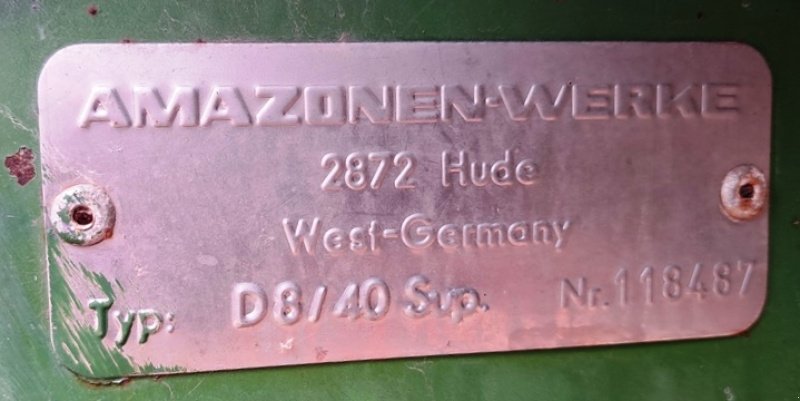 AMAZONEN-WERKE
2872 Hude
West-Germany
Typ: D8/40 Sup. Nr. 118487